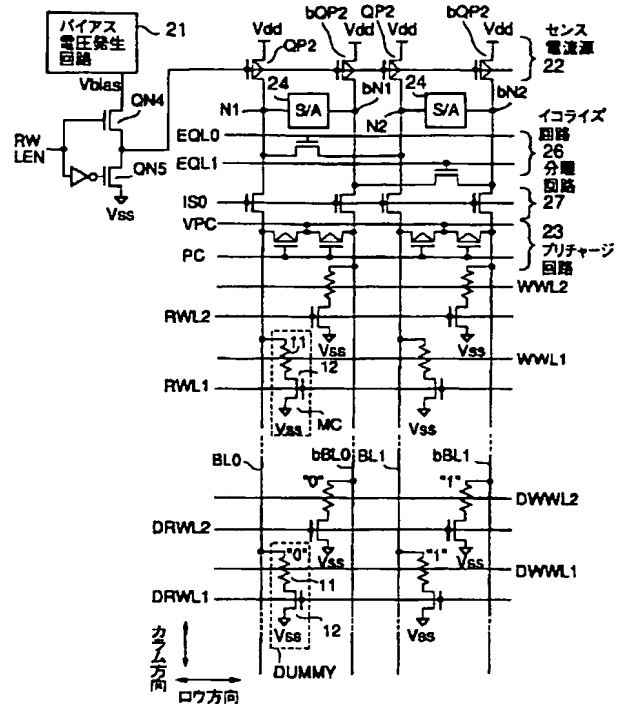 バイアス
電圧発生
回路
21
Vbias
QN4
RW
LEN
QN5
Vss
Vdd
bQP2
Vdd
QP2
Vdd
bQP2
Vdd
QP2
センス
電流源
22
24
S/A
bN1
24
S/A
bN2
N1
N2
EQL0
EQL1
イコライズ
回路
26
分離
回路
27
IS0
VPC
PC
23
プリチャージ
回路
WWL2
RWL2
Vss
Vss
11
WWL1
12
RWL1
Vss
MC
Vss
BL0
bBL0
BL1
bBL1
"0"
"1"
DWWL2
DRWL2
Vss
Vss
"0"
"1"
DWWL1
11
DRWL1
12
Vss
Vss
DUMMY
カラム方向
ロウ方向